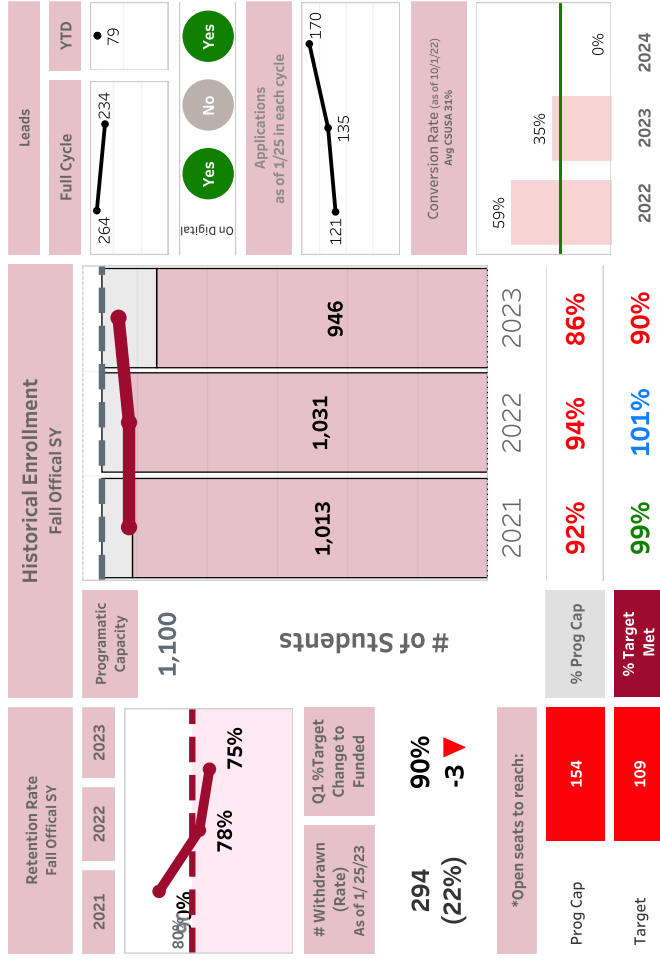 Retention Rate
Fall Offical SY
2021
2022
2023
80%
90%
78%
75%
# Withdrawn
(Rate)
As of 1/ 25/23
294
(22%)
Q1 %Target
Change to
Funded
90%
-3
*Open seats to reach:
Prog Cap
154
Target
109
Historical Enrollment
Fall Offical SY
Programatic
Capacity
1,100
# of Students
1,013
1,031
946
2021
2022
2023
% Prog Cap
92%
94%
86%
% Target
Met
99%
101%
90%
Leads
Full Cycle
YTD
264
234
79
On Digital
Yes
No
Yes
Applications
as of 1/25 in each cycle
121
135
170
Conversion Rate (as of 10/1/22)
Avg CSUSA 31%
59%
35%
0%
2022
2023
2024